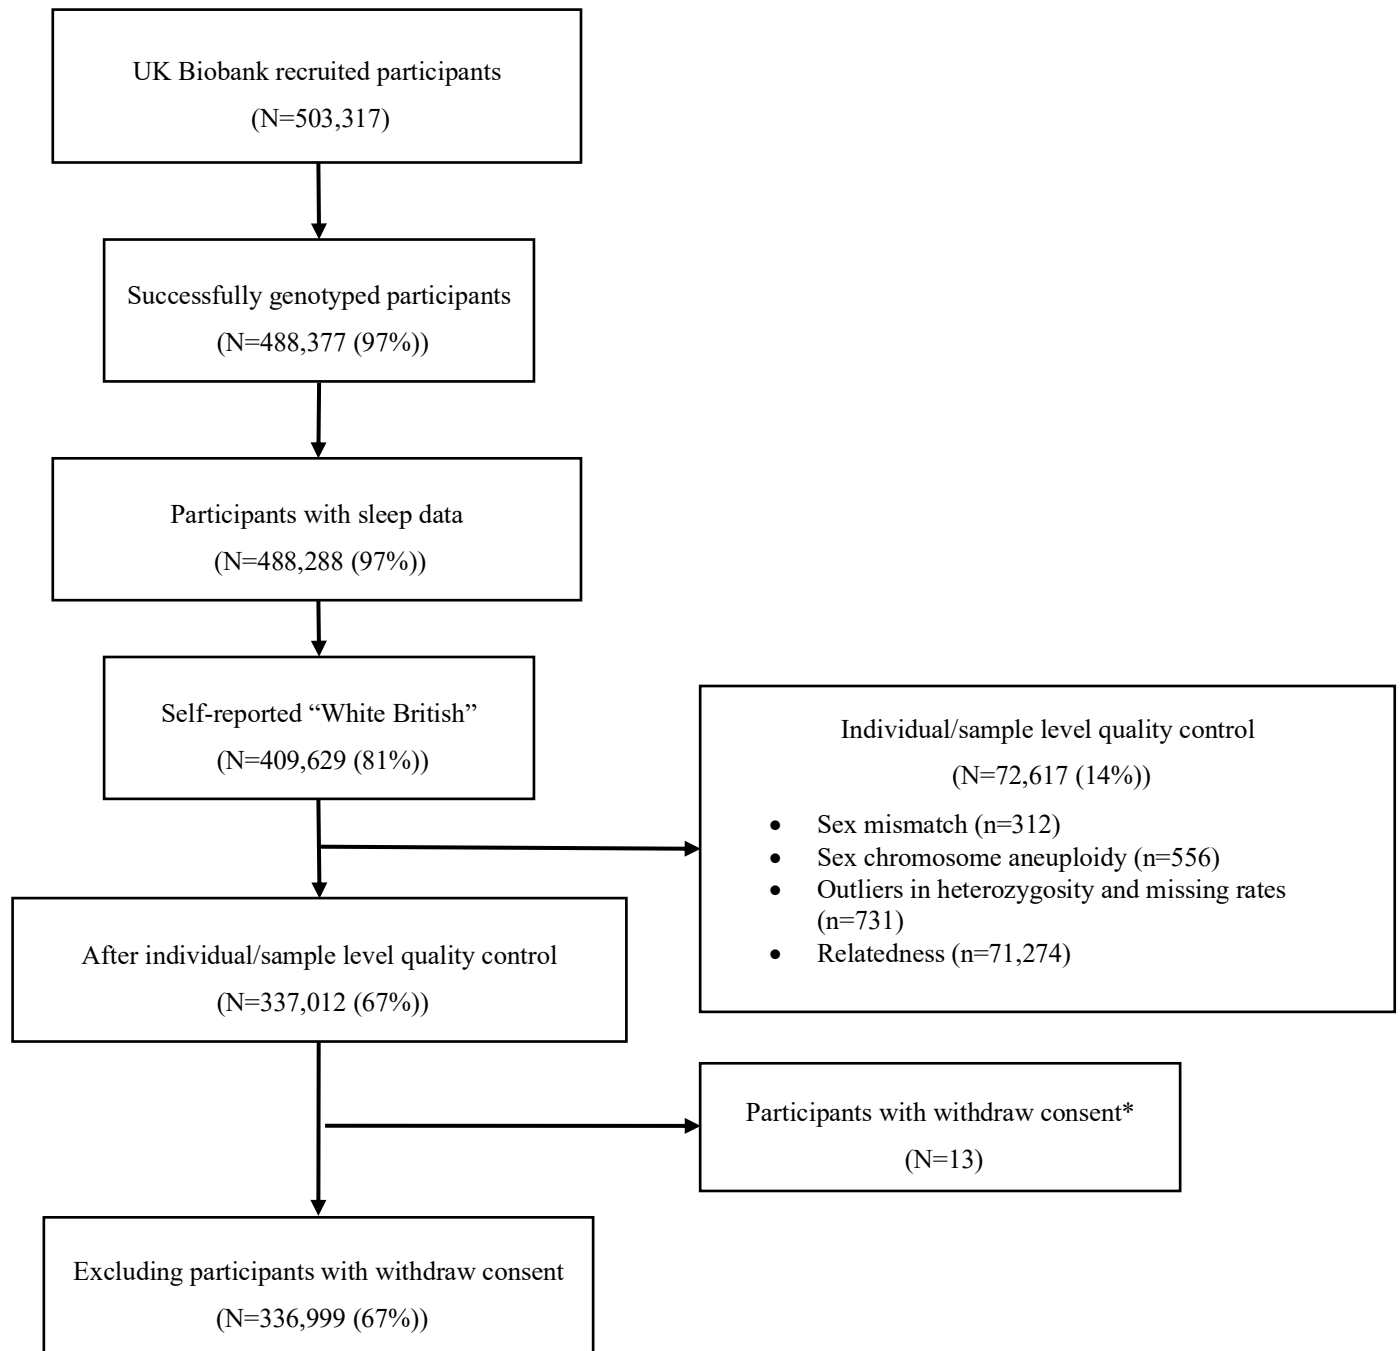 UK Biobank recruited participants
(N=503,317)
Successfully genotyped participants
(N=488,377 (97%))
Participants with sleep data
(N=488,288 (97%))
Self-reported “White British”
(N=409,629 (81%))
Individual/sample level quality control
(N=72,617 (14%))
• Sex mismatch (n=312)
• Sex chromosome aneuploidy (n=556)
• Outliers in heterozygosity and missing rates
(n=731)
• Relatedness (n=71,274)
After individual/sample level quality control
(N=337,012 (67%))
Participants with withdraw consent*
(N=13)
Excluding participants with withdraw consent
(N=336,999 (67%))